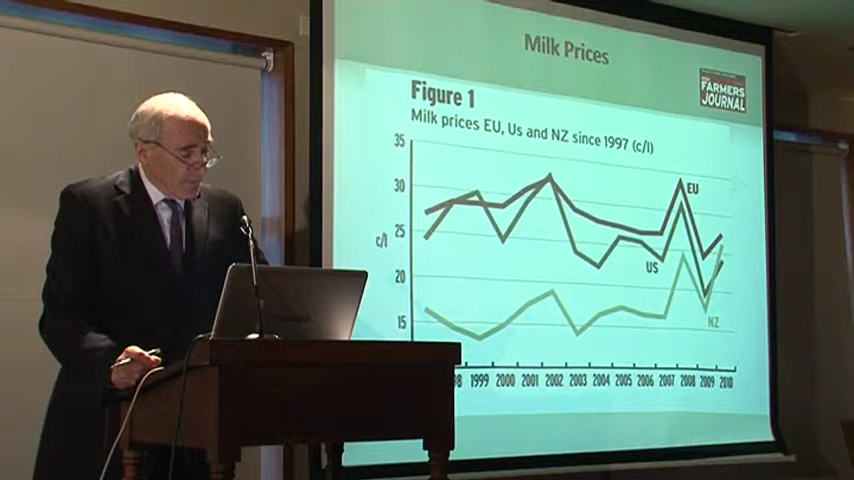 Milk Prices
FARMERS
JOURNAL
Figure 1
Milk prices EU, Us and NZ since 1997 (c/l)
35
30
25
20
15
c/l
EU
US
NZ
98 1999 2000 2001 2002 2003 2004 2005 2006 2007 2008 2009 2010